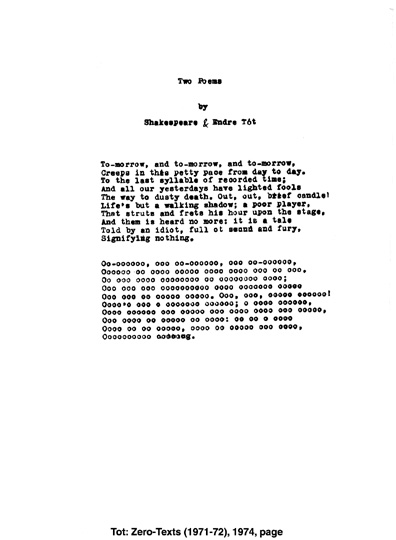 Two Poems
by
Shakespeare & Endre Tót
To-morrow, and to-morrow, and to-morrow,
Creeps in this petty pace from day to day.
To the last syllable of recorded time;
And all our yesterdays have lighted fools
The way to dusty death. Out, out, brief candle!
Life's but a walking shadow; a poor player,
That struts and frets his hour upon the stage,
And them is heard no more: it is a tale
Told by an idiot, full ot sound and fury,
Signifying nothing.
Oo-oooooo, ooo oo-oooooo, ooo oo-oooooo,
Oooooo oo oooo ooooo oooo oooo ooo oo ooo,
Oo ooo oooo oooooooo oo oooooooo oooo;
Ooo ooo ooo oooooooooo oooo ooooooo ooooo
Ooo ooo oo ooooo ooooo. Ooo, ooo, ooooo oooooo!
Oooo'o ooo o ooooooo oooooo; o oooo oooooo,
Oooo oooooo ooo ooooo ooo oooo oooo ooo ooooo,
Ooo oooo oo ooooo oo oooo: oo oo o oooo
Oooo oo oo ooooo, oooo oo ooooo ooo oooo,
Oooooooooo
Tot: Zero-Texts (1971-72), 1974, page